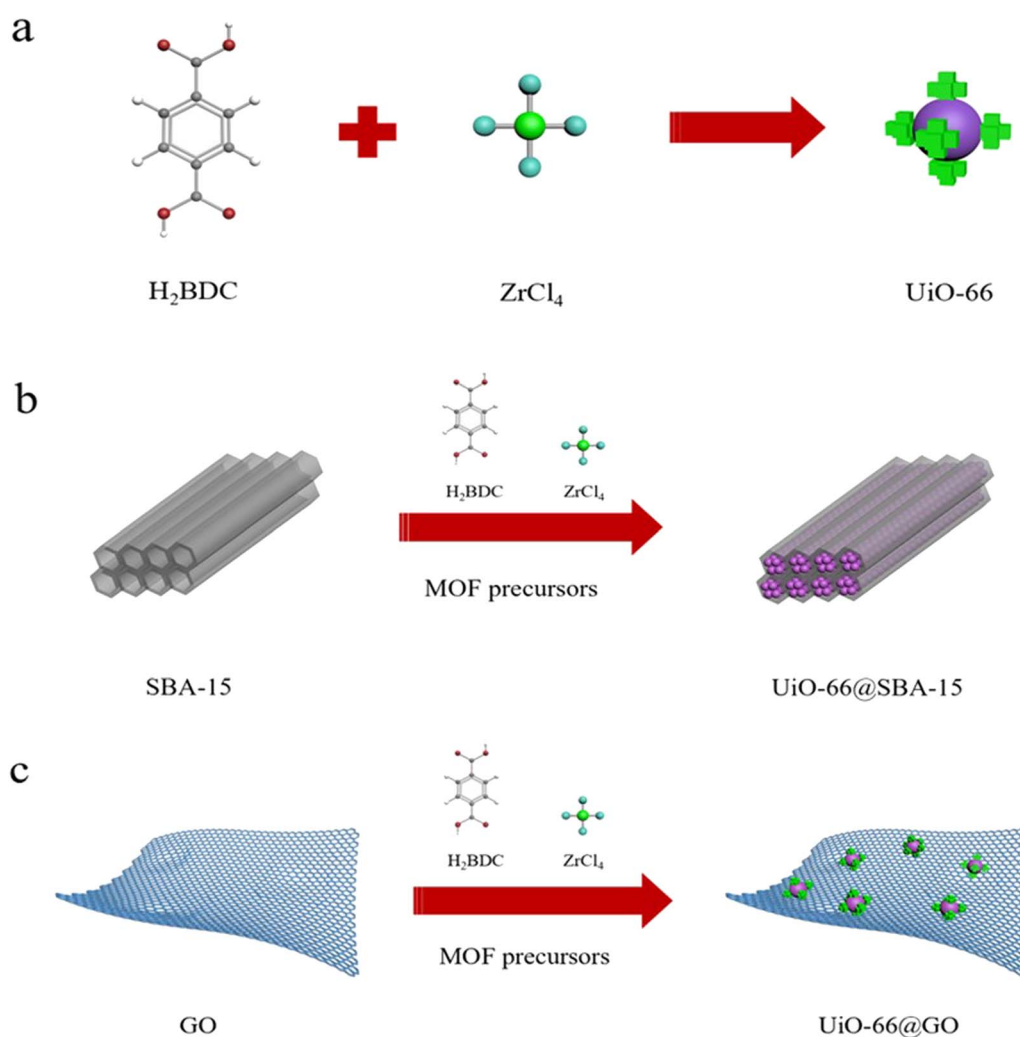 a
H₂BDC
ZrCl₄
UiO-66
b
H₂BDC
ZrCl₄
MOF precursors
SBA-15
UiO-66@SBA-15
c
H₂BDC
ZrCl₄
MOF precursors
GO
UiO-66@GO